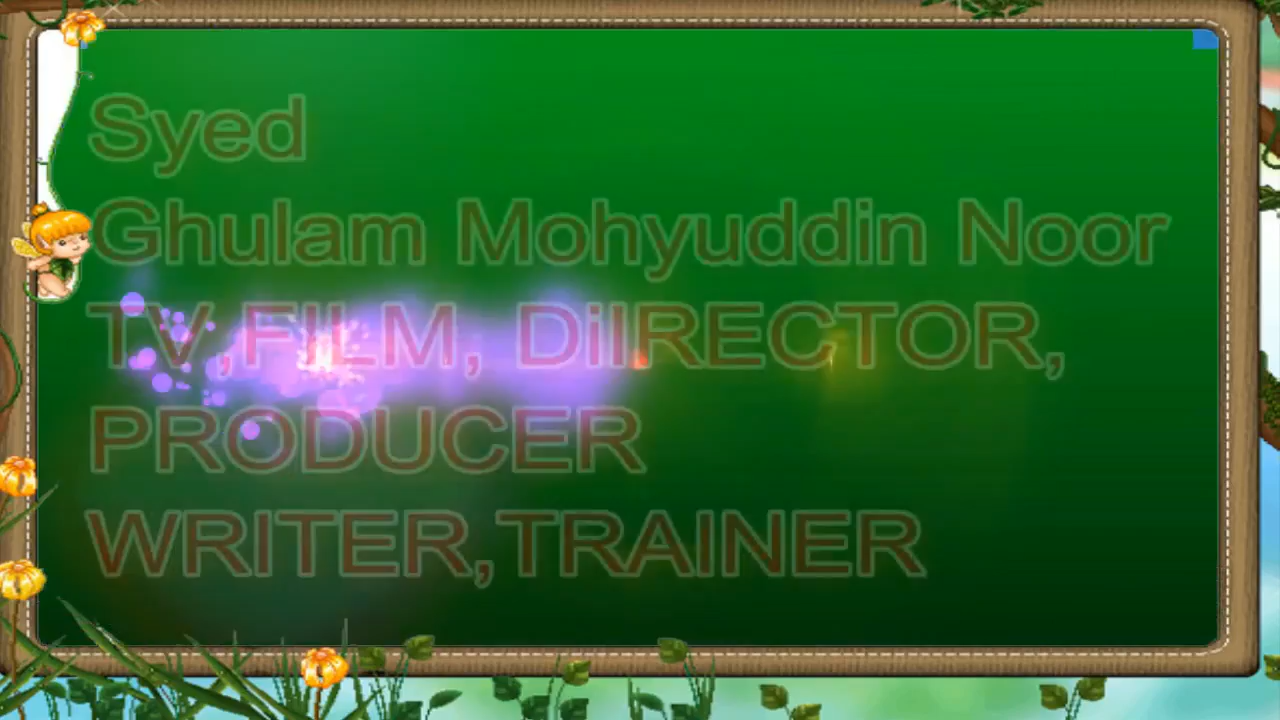 Syed
Ghulam Mohyuddin Noor
TV,FILM, DiIRECTOR,
PRODUCER
WRITER,TRAINER